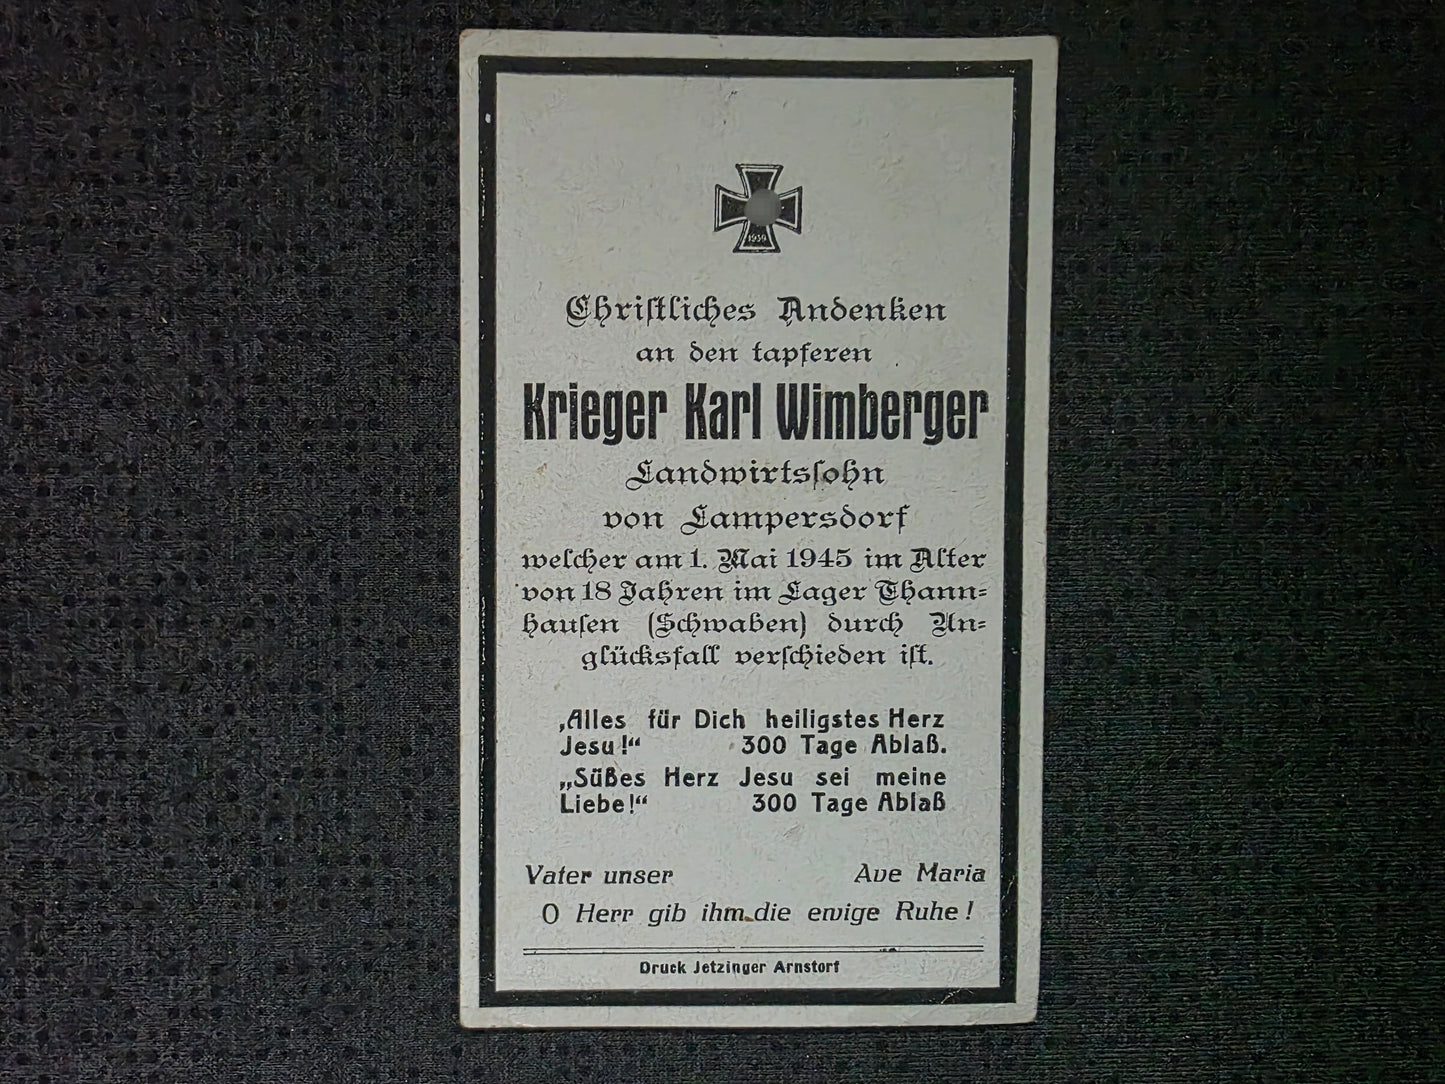 1939
Christliches Andenken
an den tapferen
Krieger Karl Wimberger
Landwirtssohn
von Lampersdorf
welcher am 1. Mai 1945 im Alter
von 18 Jahren im Lager Thann=
hausen (Schwaben) durch Un=
glücksfall verschieden ist.
„Alles für Dich heiligstes Herz
Jesu!“ 300 Tage Ablaß.
„Süßes Herz Jesu sei meine
Liebe!“ 300 Tage Ablaß
Vater unser Ave Maria
O Herr gib ihm die ewige Ruhe!
Druck Jetzinger Arnstorf